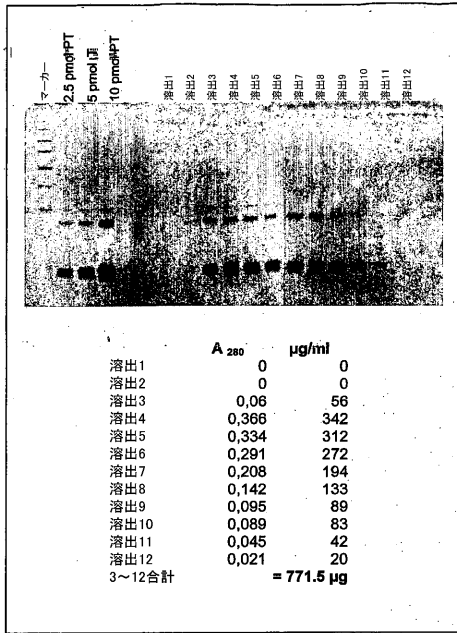 マーカー
2.5 pmol PT
5 pmol
10 pmol PT
溶出1
溶出2
溶出3
溶出4
溶出5
溶出6
溶出7
溶出8
溶出9
溶出10
溶出11
溶出12
A 280 µg/ml
溶出1 0 0
溶出2 0 0
溶出3 0,06 56
溶出4 0,366 342
溶出5 0,334 312
溶出6 0,291 272
溶出7 0,208 194
溶出8 0,142 133
溶出9 0,095 89
溶出10 0,089 83
溶出11 0,045 42
溶出12 0,021 20
3～12合計 = 771.5 µg